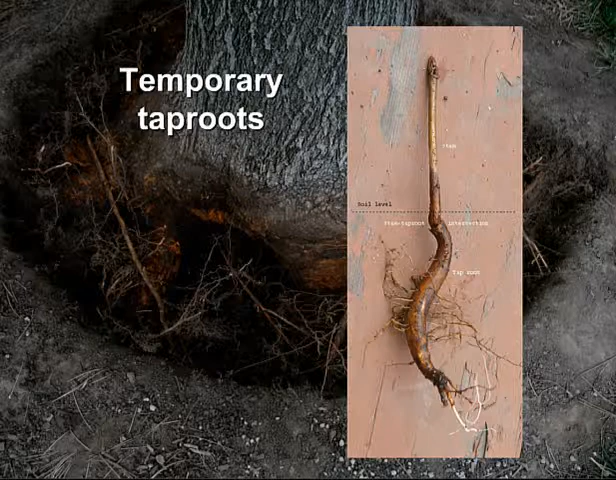 Temporary
taproots
Stem
Soil level
Stem-taproot intersection
Tap root